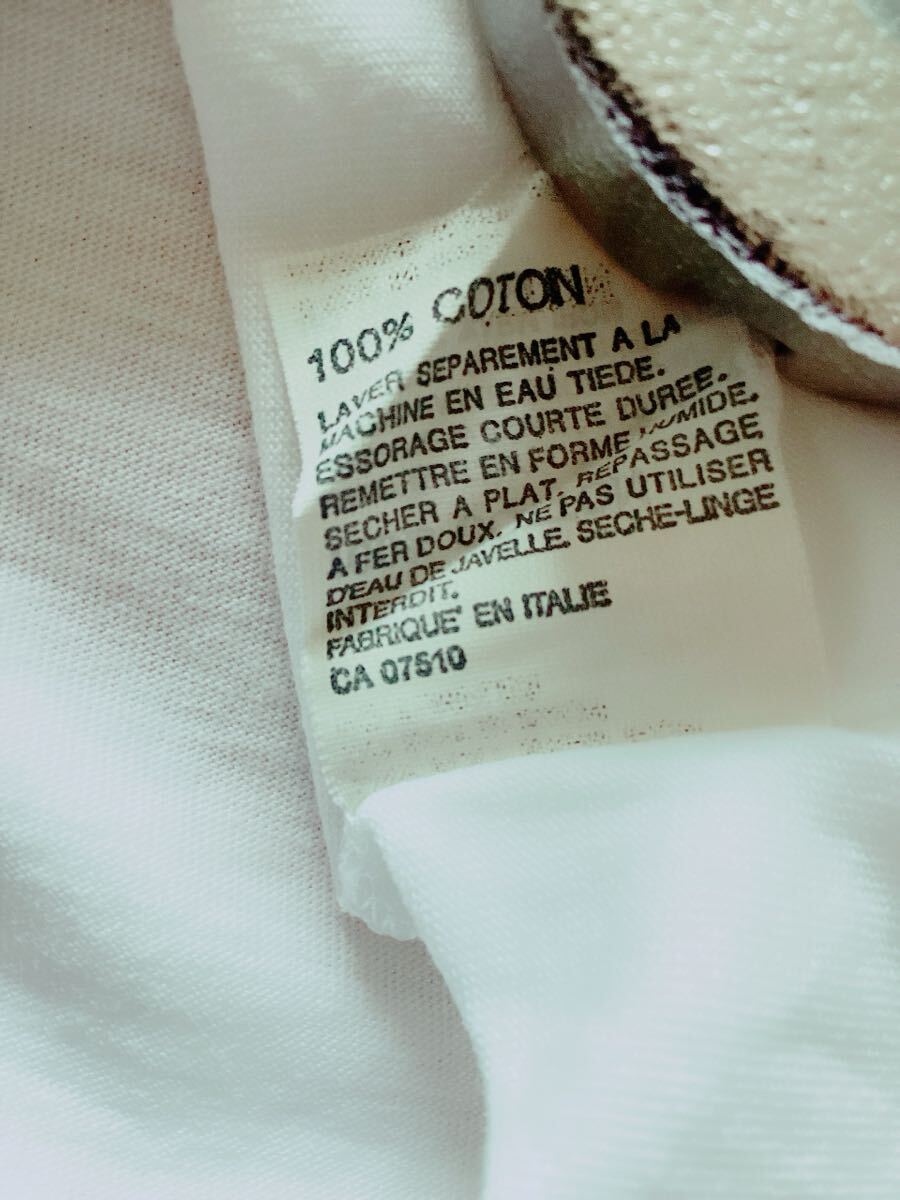 100% COTON
LAVER SEPAREMENT A LA
MACHINE EN EAU TIEDE.
ESSORAGE COURTE DUREE.
REMETTRE EN FORME HUMIDE.
SECHER A PLAT. REPASSAGE
A FER DOUX. NE PAS UTILISER
D'EAU DE JAVELLE. SECHE-LINGE
INTERDIT.
FABRIQUE' EN ITALIE
CA 07510